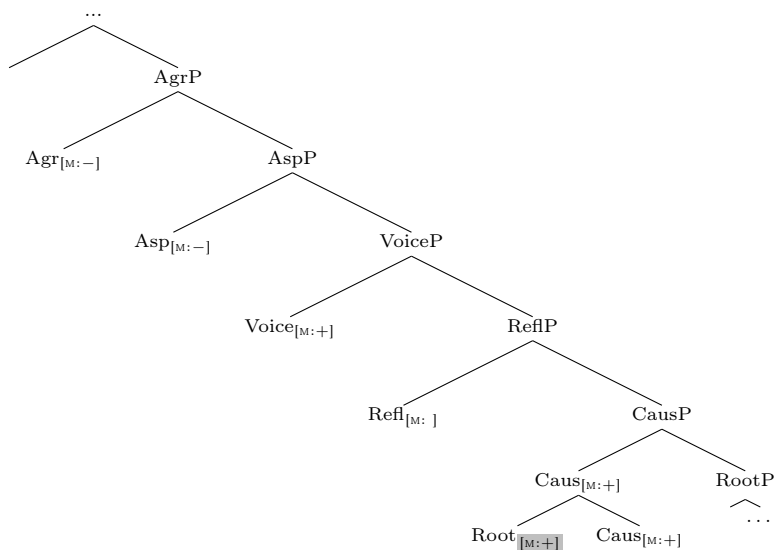 ...
AgrP
Agr[M:−] AspP
Asp[M:−] VoiceP
Voice[M:+] ReflP
Refl[M: ] CausP
Caus[M:+] RootP
Root[M:+] Caus[M:+] ...